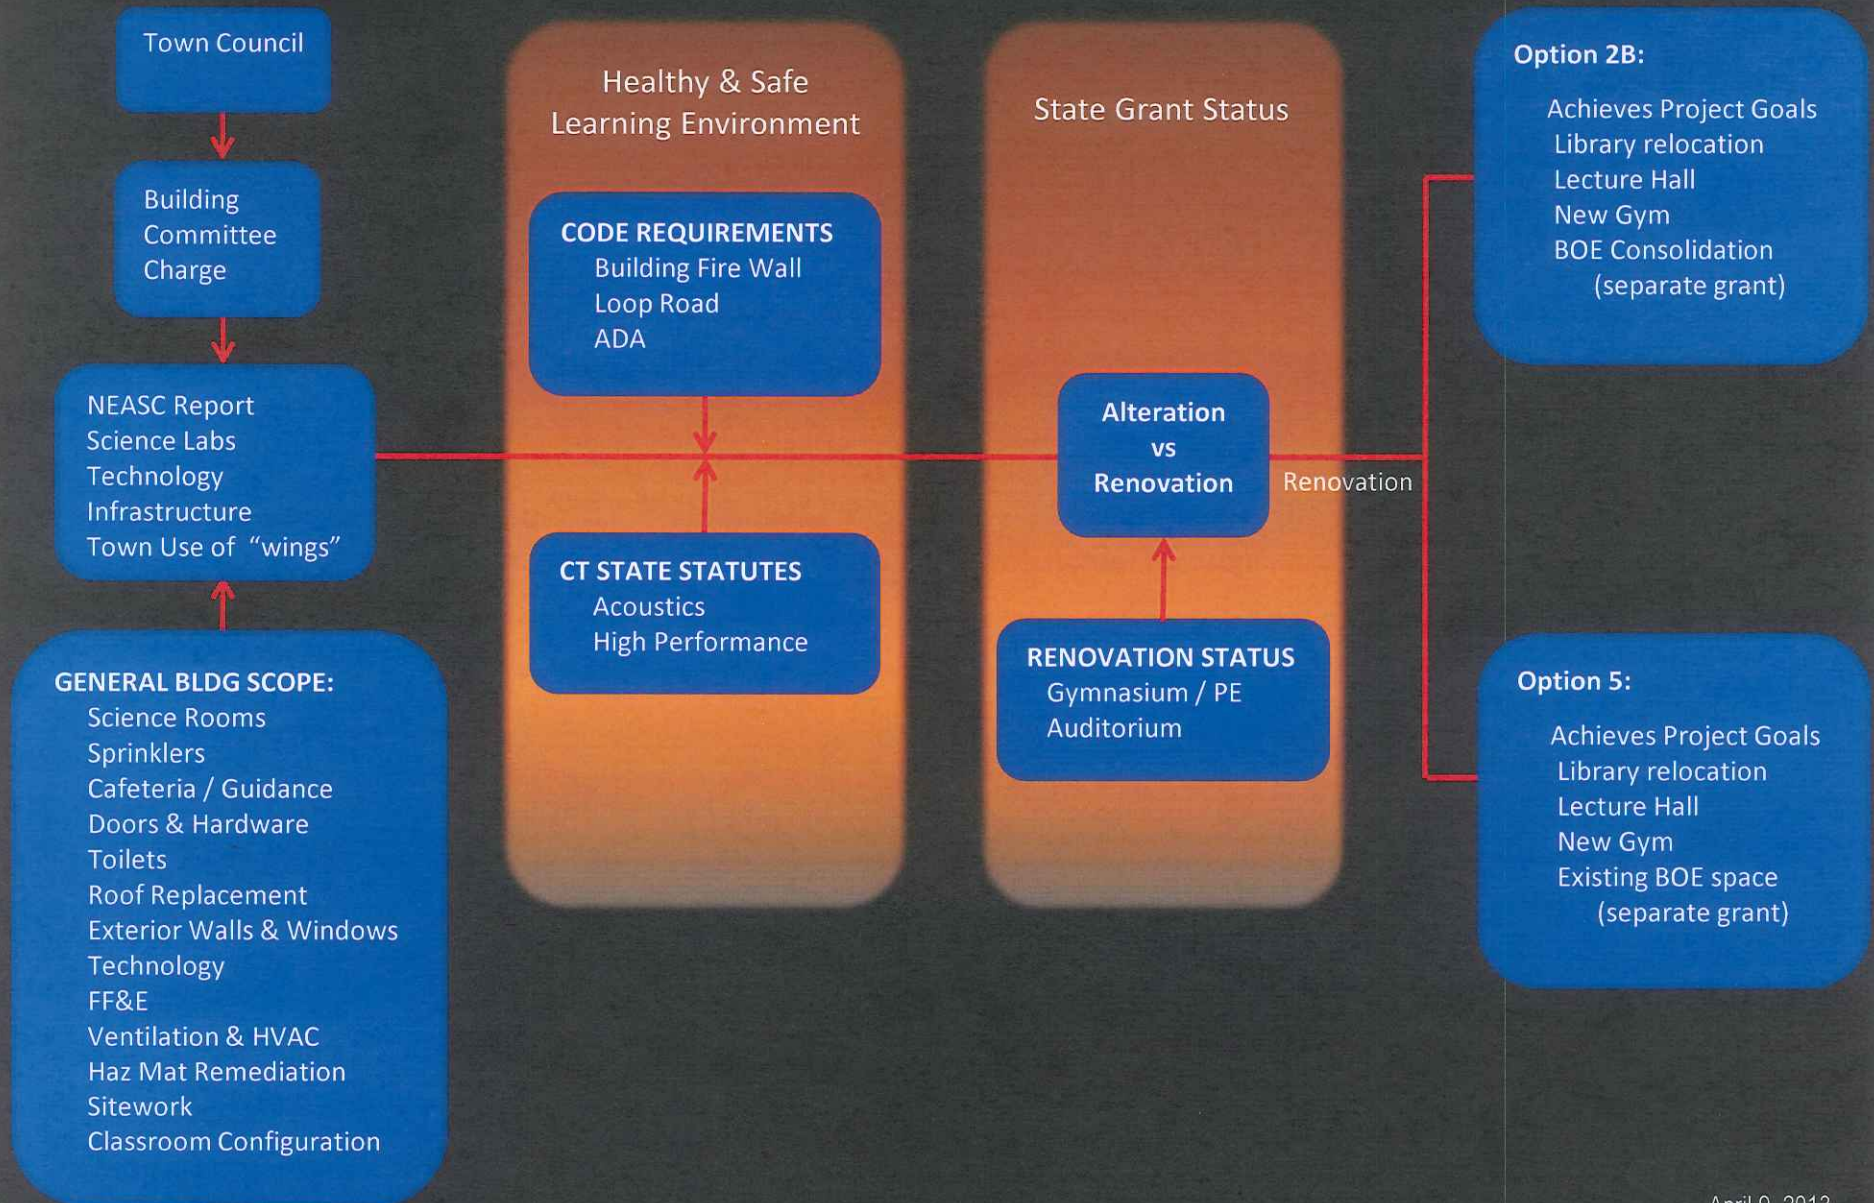 Town Council
Building
Committee
Charge
NEASC Report
Science Labs
Technology
Infrastructure
Town Use of “wings”
GENERAL BLDG SCOPE:
Science Rooms
Sprinklers
Cafeteria / Guidance
Doors & Hardware
Toilets
Roof Replacement
Exterior Walls & Windows
Technology
FF&E
Ventilation & HVAC
Haz Mat Remediation
Sitework
Classroom Configuration
Healthy & Safe
Learning Environment
CODE REQUIREMENTS
Building Fire Wall
Loop Road
ADA
CT STATE STATUTES
Acoustics
High Performance
State Grant Status
Alteration
vs
Renovation
Renovation
RENOVATION STATUS
Gymnasium / PE
Auditorium
Option 2B:
Achieves Project Goals
Library relocation
Lecture Hall
New Gym
BOE Consolidation
(separate grant)
Option 5:
Achieves Project Goals
Library relocation
Lecture Hall
New Gym
Existing BOE space
(separate grant)
April 9, 2013